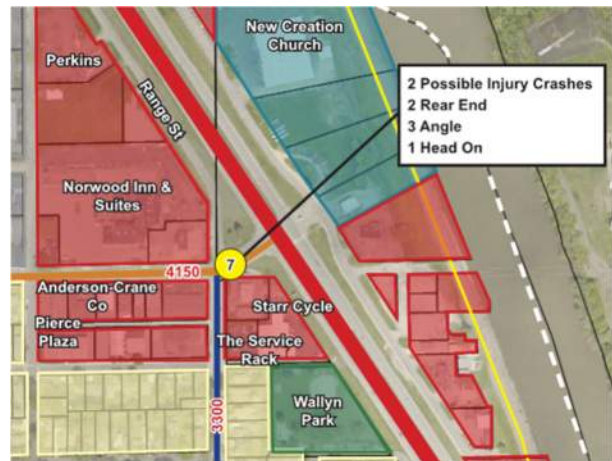 New Creation
Church
Perkins
Range St
2 Possible Injury Crashes
2 Rear End
3 Angle
1 Head On
Norwood Inn &
Suites
7
4150
Anderson-Crane
Co
Pierce
Plaza
Starr Cycle
The Service
Rack
3300
Wallyn
Park